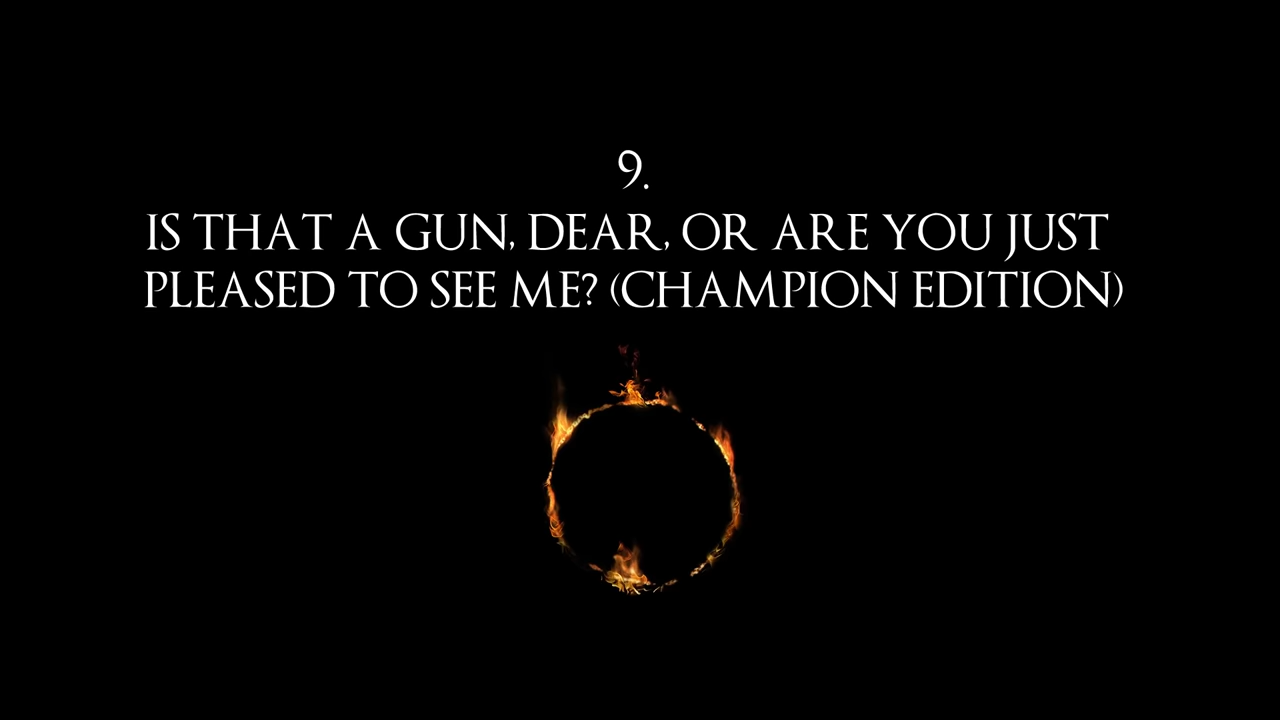 9.
IS THAT A GUN, DEAR, OR ARE YOU JUST
PLEASED TO SEE ME? (CHAMPION EDITION)